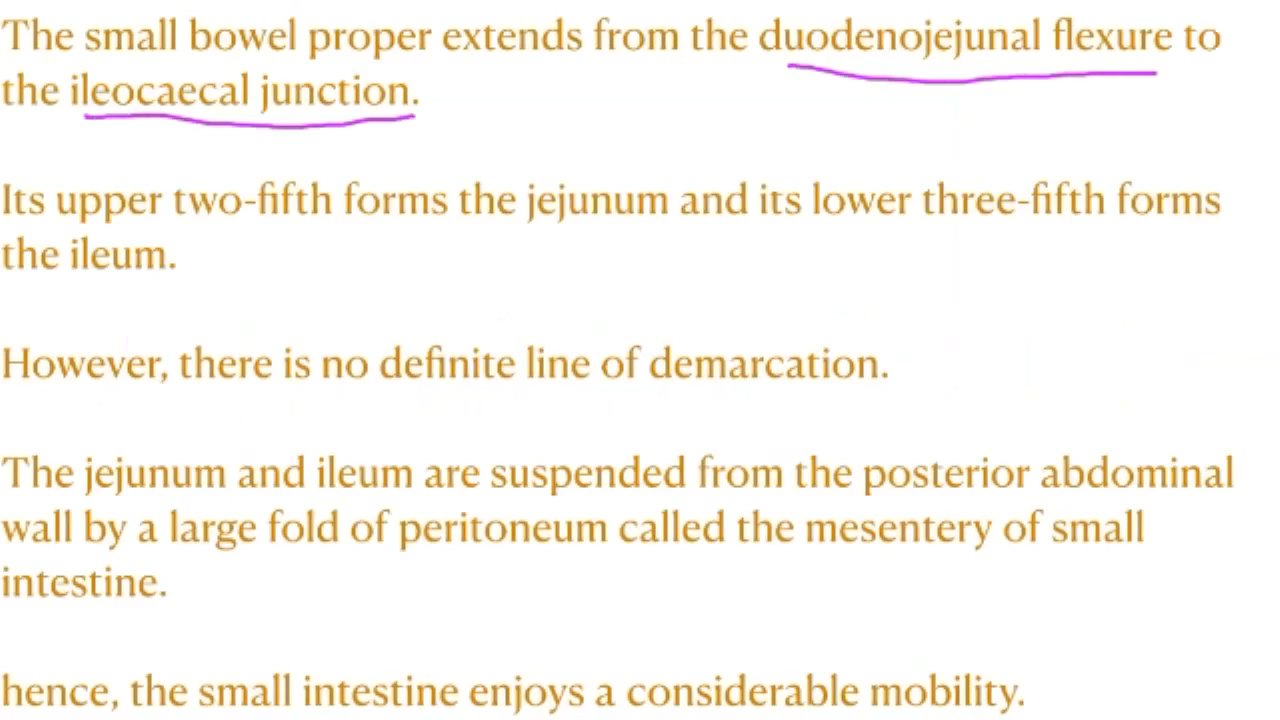 The small bowel proper extends from the duodenojejunal flexure to
the ileocaecal junction.
Its upper two-fifth forms the jejunum and its lower three-fifth forms
the ileum.
However, there is no definite line of demarcation.
The jejunum and ileum are suspended from the posterior abdominal
wall by a large fold of peritoneum called the mesentery of small
intestine.
hence, the small intestine enjoys a considerable mobility.